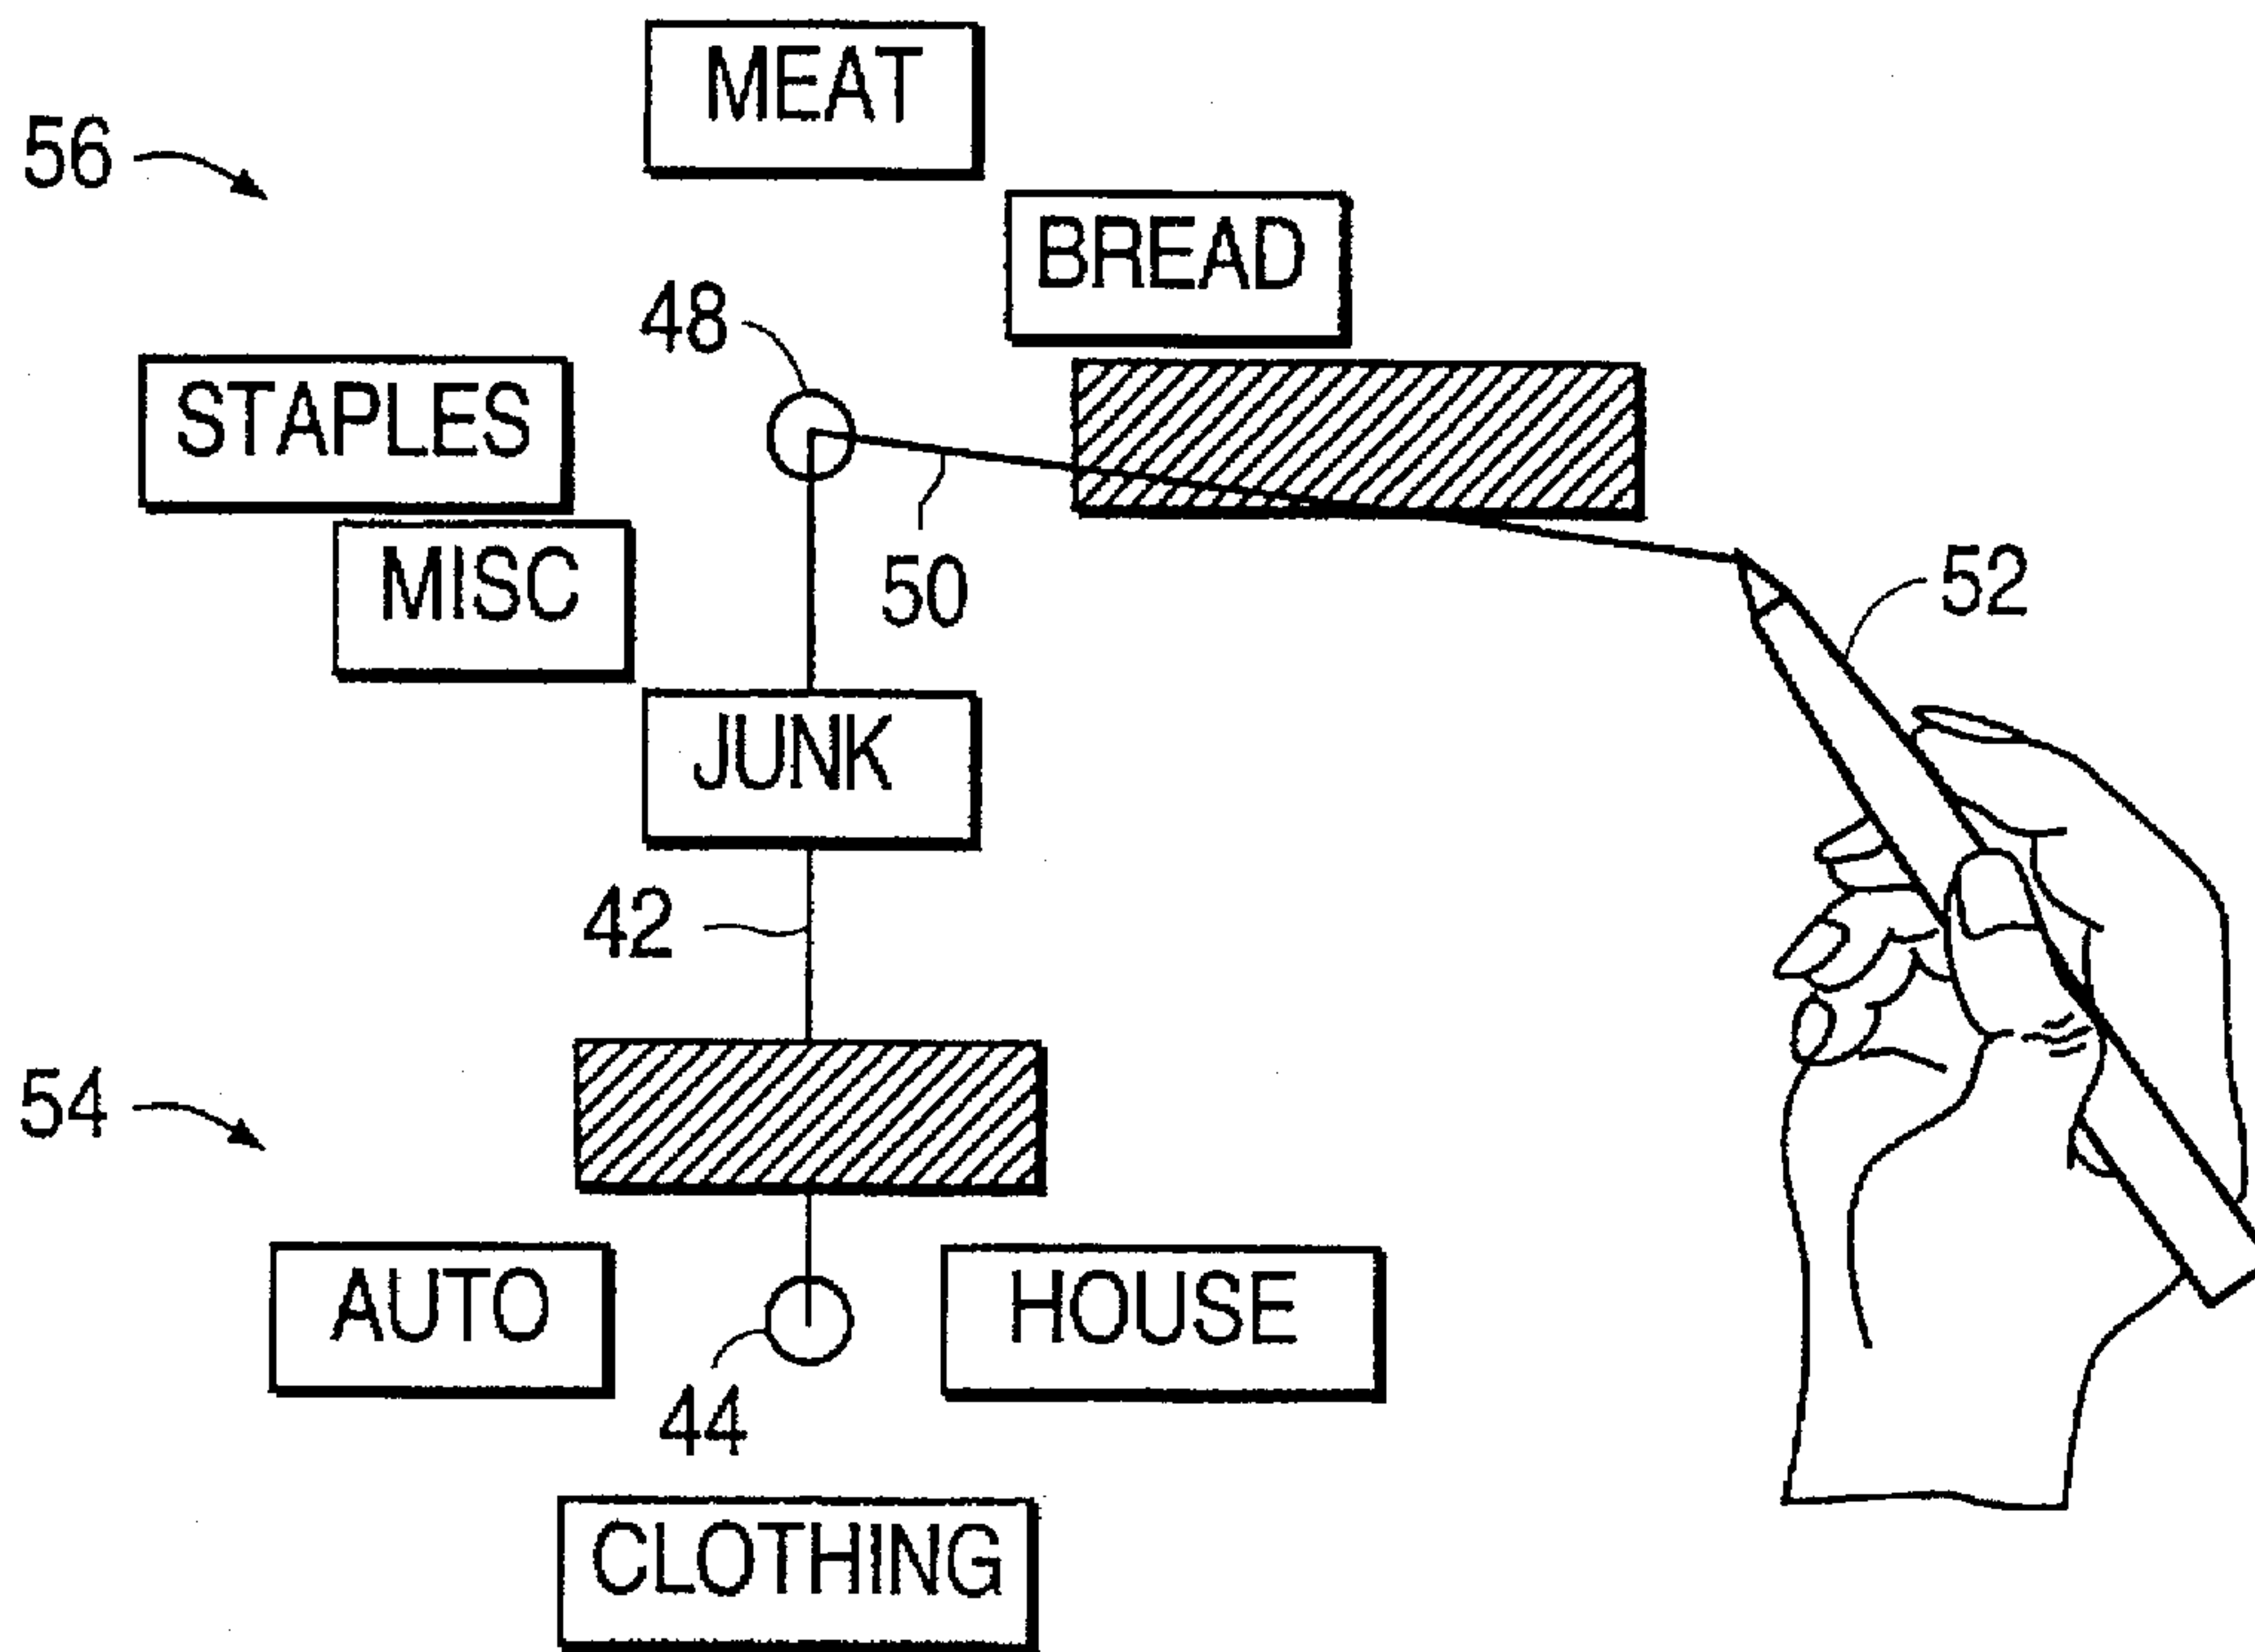 MEAT
56
BREAD
48
STAPLES
MISC
50
52
JUNK
42
54
AUTO
HOUSE
44
CLOTHING